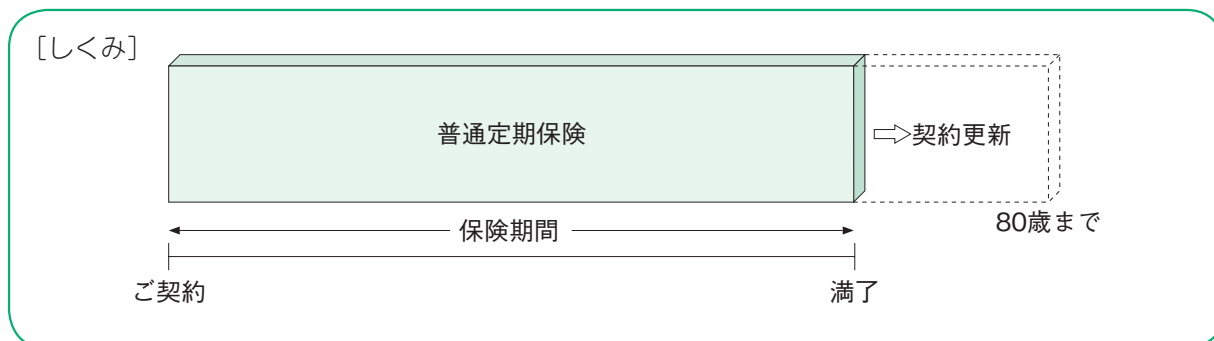 [しくみ]
普通定期保険
⇨契約更新
80歳まで
保険期間
ご契約
満了